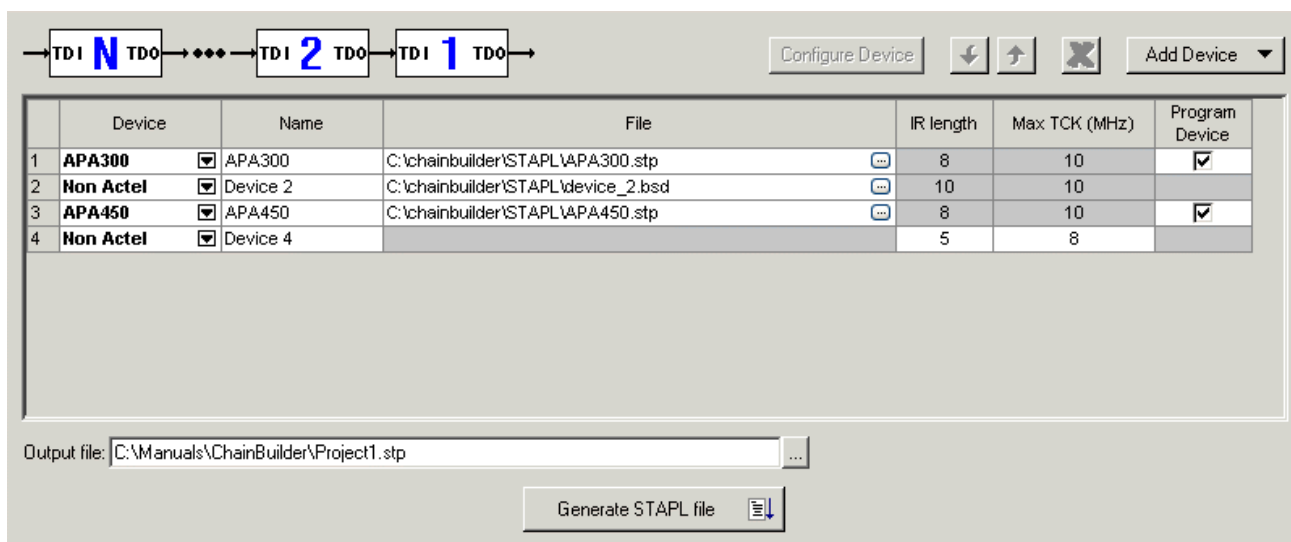 TDI N TDO TDI 2 TDO TDI 1 TDO
Configure Device Add Device
Device Name File IR length Max TCK (MHz) Program Device
1 APA300 APA300 C:\chainbuilder\STAPL\APA300.stp ... 8 10
2 Non Actel Device 2 C:\chainbuilder\STAPL\device_2.bsd ... 10 10
3 APA450 APA450 C:\chainbuilder\STAPL\APA450.stp ... 8 10
4 Non Actel Device 4 5 8
Output file: C:\Manuals\ChainBuilder\Project1.stp ...
Generate STAPL file